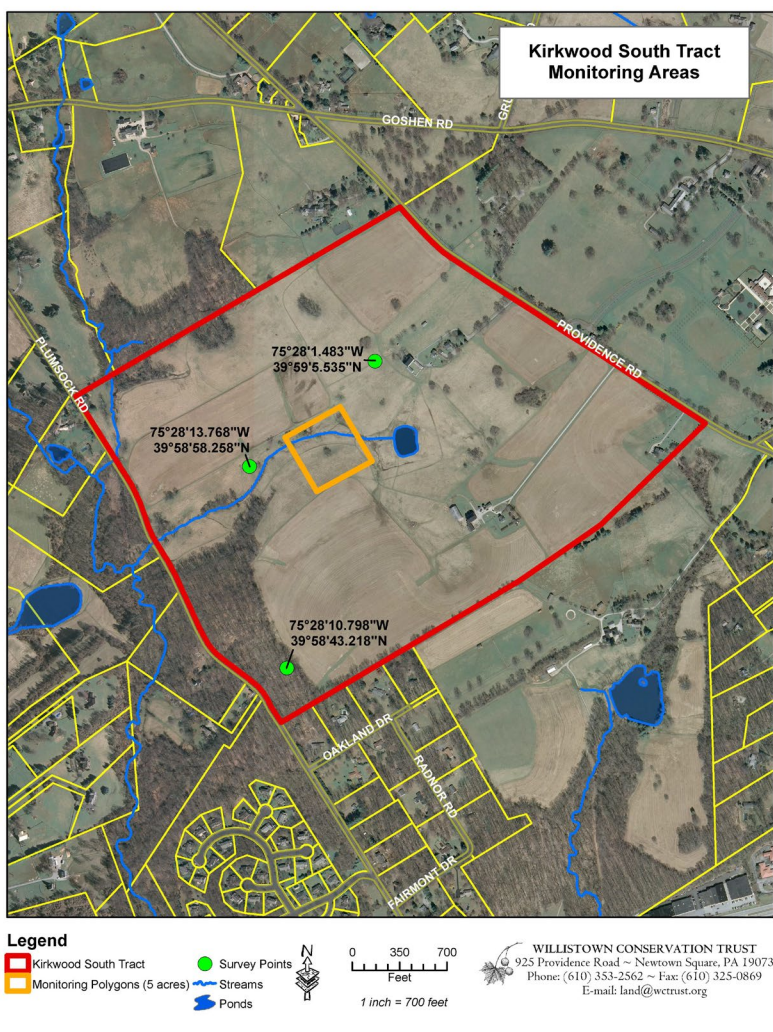 Kirkwood South Tract
Monitoring Areas
GOSHEN RD
GRU
PROVIDENCE RD
PLUMSOCK RD
75°28'1.483"W
39°59'5.535"N
75°28'13.768"W
39°58'58.258"N
75°28'10.798"W
39°58'43.218"N
OAKLAND DR
RADNOR RD
FAIRMONT DR
Legend
Kirkwood South Tract
Monitoring Polygons (5 acres)
Survey Points
Streams
Ponds
N
0 350 700
Feet
1 inch = 700 feet
WILLISTOWN CONSERVATION TRUST
925 Providence Road ~ Newtown Square, PA 19073
Phone: (610) 353-2562 ~ Fax: (610) 325-0869
E-mail: land@wctrust.org